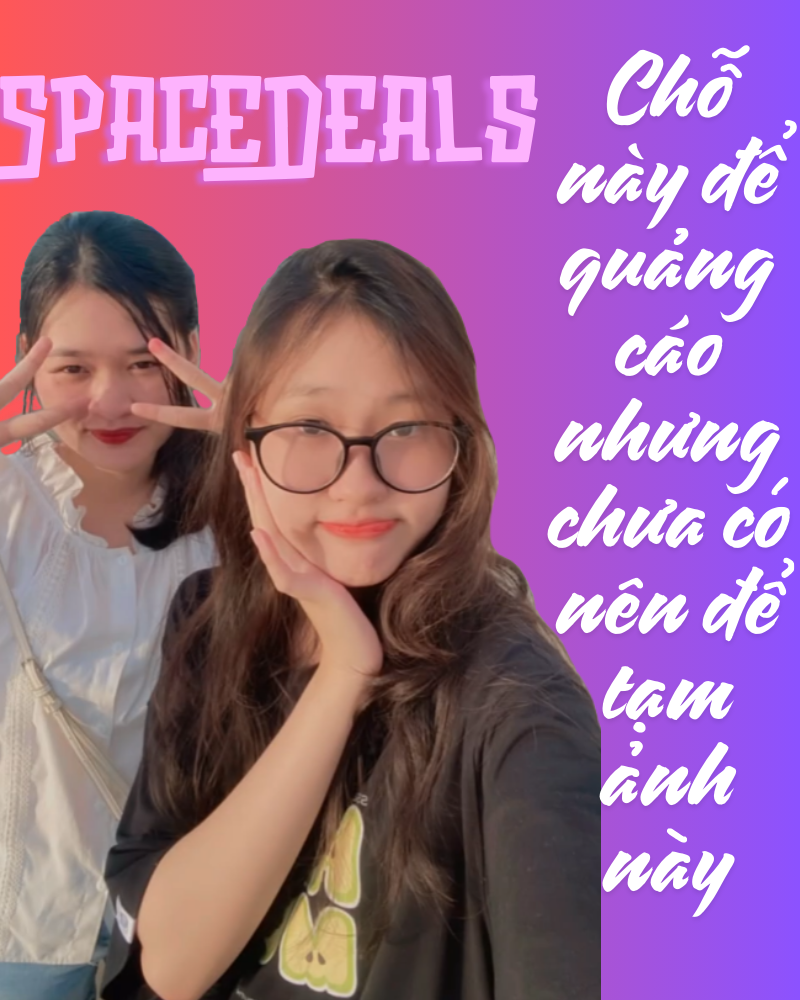 SPACEDEALS
Chỗ
này để
quảng
cáo
nhưng
chưa có
nên để
tạm
ảnh
này